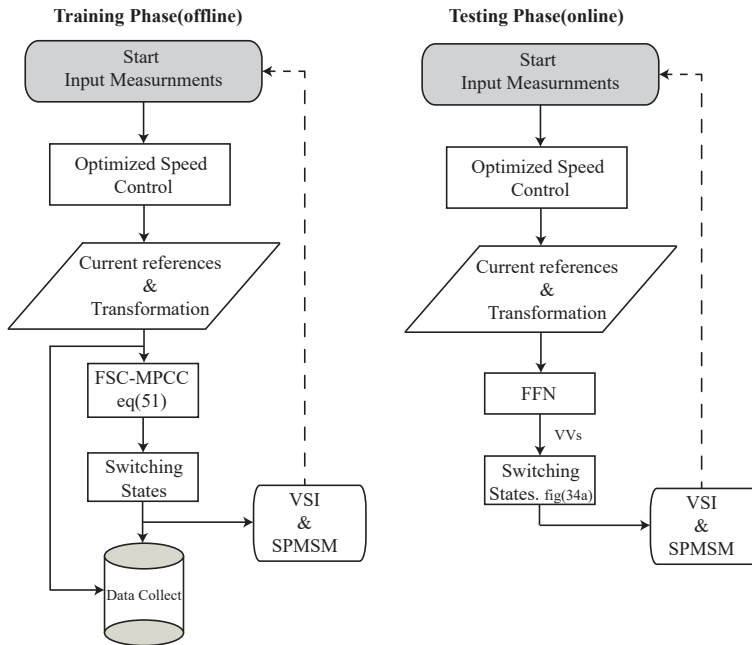 Training Phase(offline)
Start
Input Measurnments
Optimized Speed
Control
Current references
&
Transformation
FSC-MPCC
eq(51)
Switching
States
VSI
&
SPMSM
Data Collect
Testing Phase(online)
Start
Input Measurnments
Optimized Speed
Control
Current references
&
Transformation
FFN
VVs
Switching
States. fig(34a)
VSI
&
SPMSM